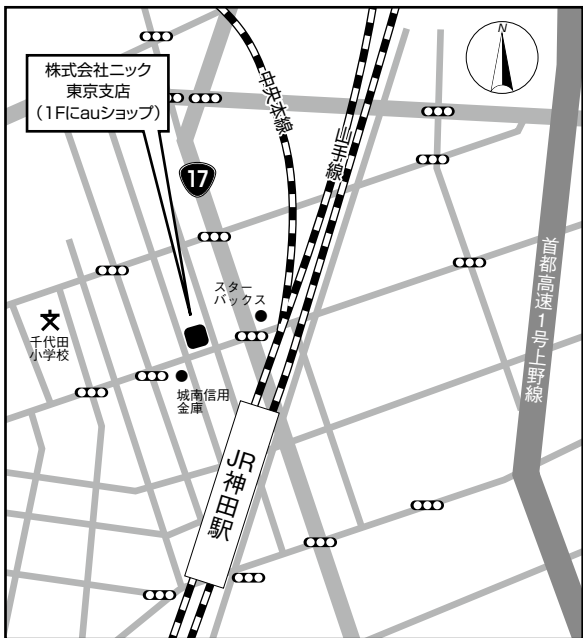 N
株式会社ニック
東京支店
(1Fにauショップ)
中央本線
山手線
17
首都高速1号上野線
スター
バックス
千代田
小学校
城南信用
金庫
JR神田駅